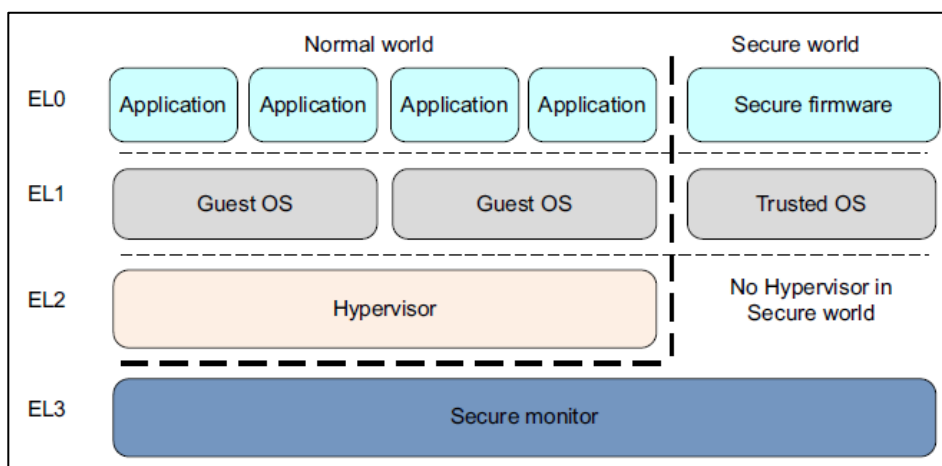 Normal world
Secure world
EL0
Application
Application
Application
Application
Secure firmware
EL1
Guest OS
Guest OS
Trusted OS
EL2
Hypervisor
No Hypervisor in
Secure world
EL3
Secure monitor